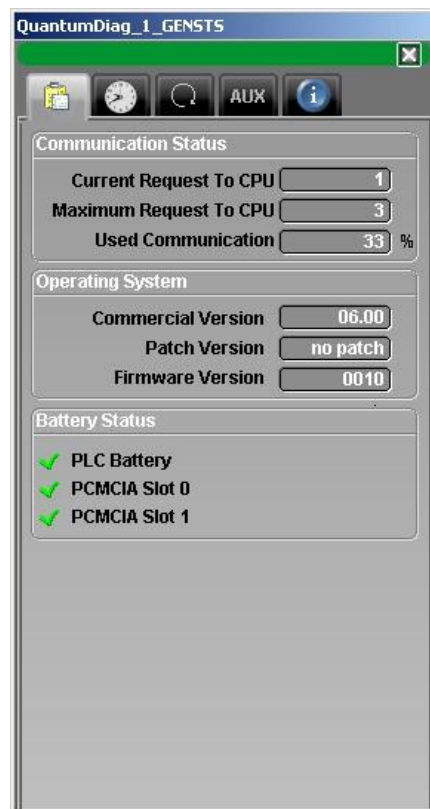 QuantumDiag_1_GENSTS
AUX
Communication Status
Current Request To CPU 1
Maximum Request To CPU 3
Used Communication 33 %
Operating System
Commercial Version 06.00
Patch Version no patch
Firmware Version 0010
Battery Status
PLC Battery
PCMCIA Slot 0
PCMCIA Slot 1